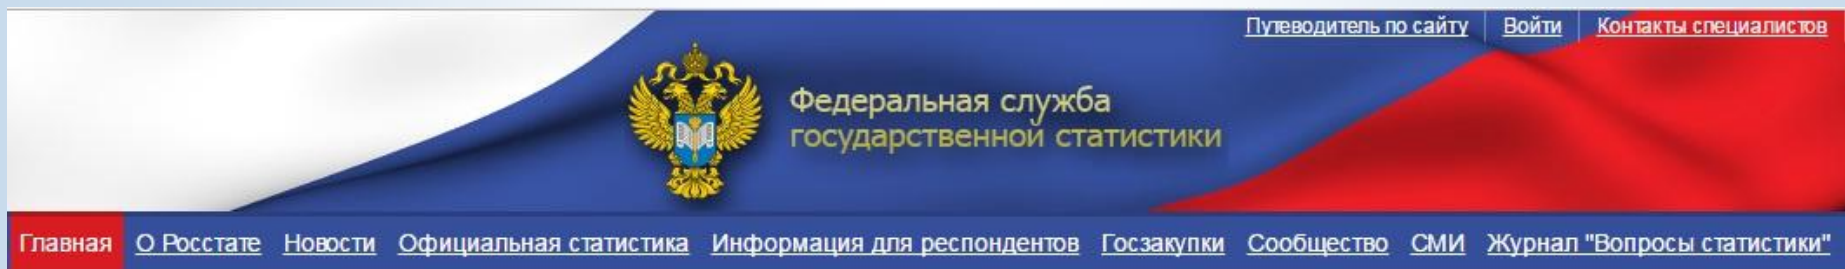 Путеводитель по сайту Войти Контакты специалистов
Федеральная служба
государственной статистики
Главная О Росстате Новости Официальная статистика Информация для респондентов Госзакупки Сообщество СМИ Журнал "Вопросы статистики"